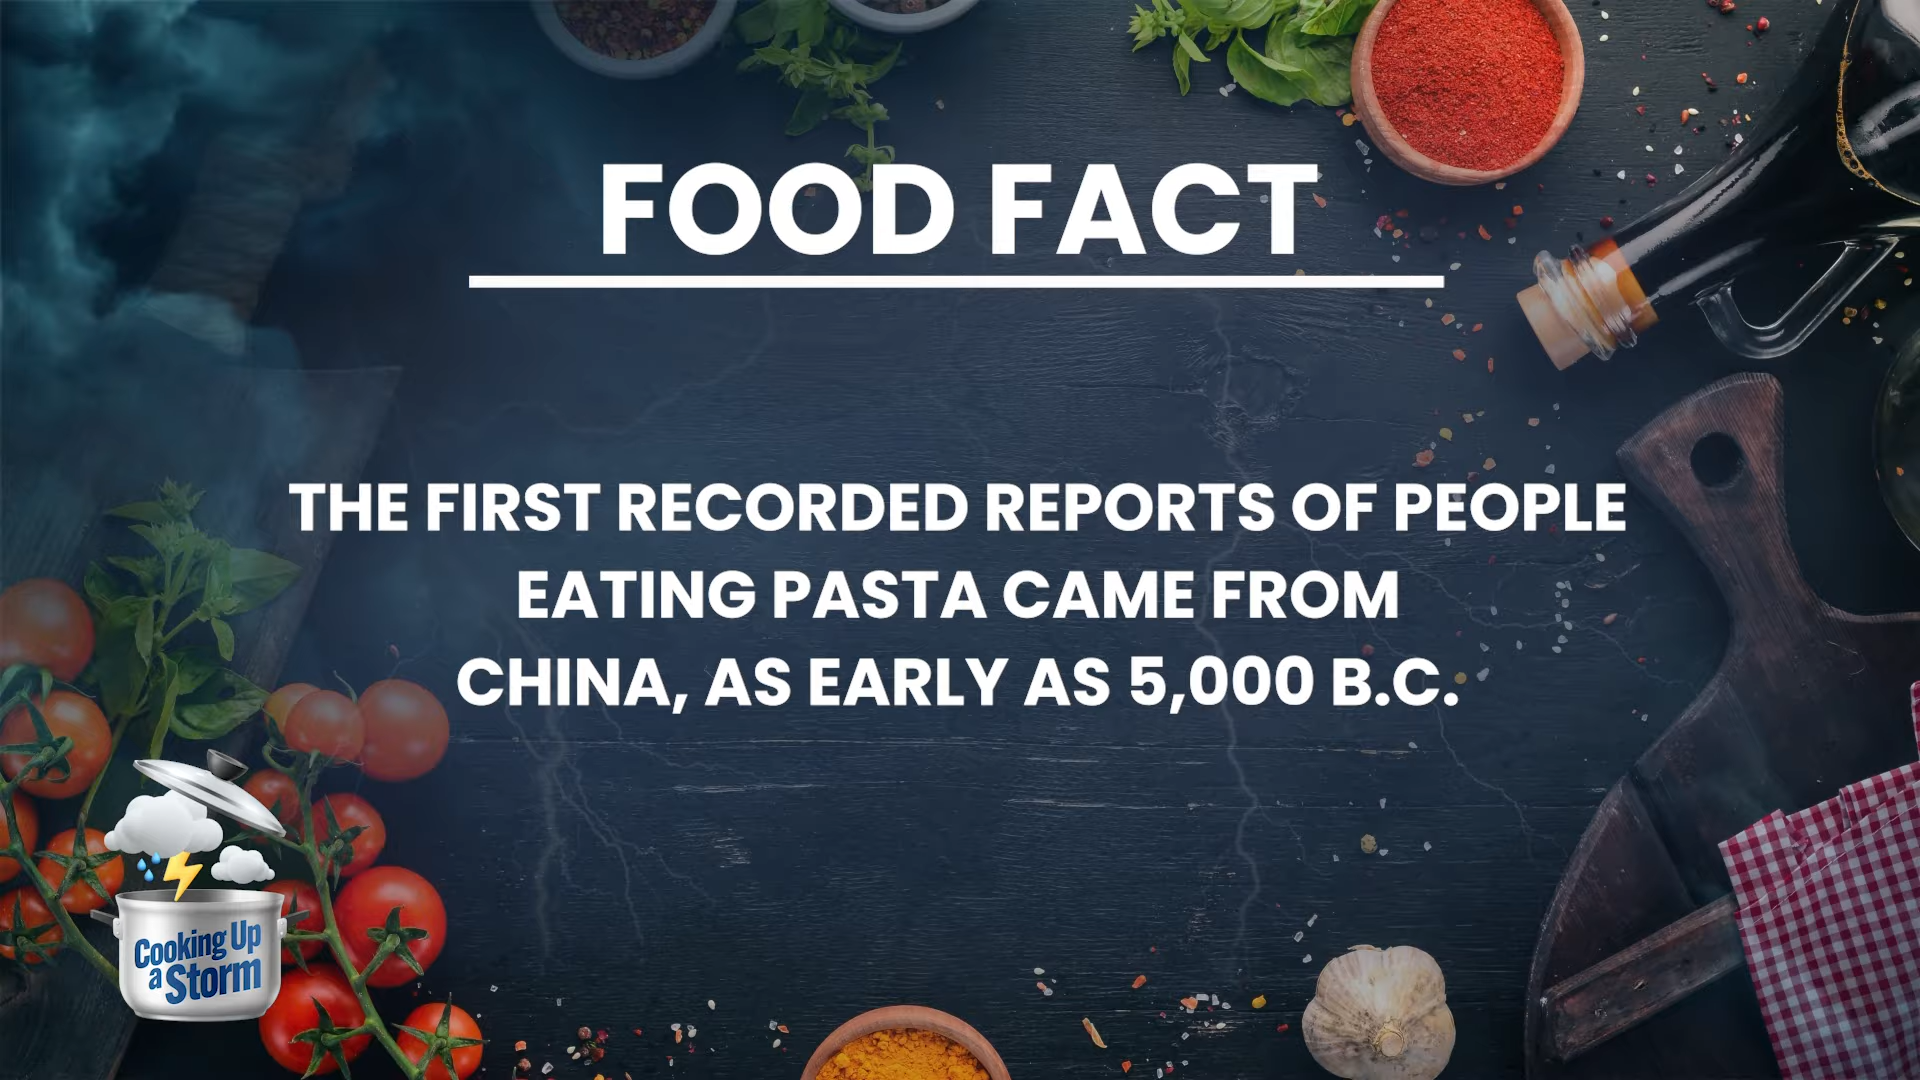 FOOD FACT
THE FIRST RECORDED REPORTS OF PEOPLE
EATING PASTA CAME FROM
CHINA, AS EARLY AS 5,000 B.C.
Cooking Up
a Storm